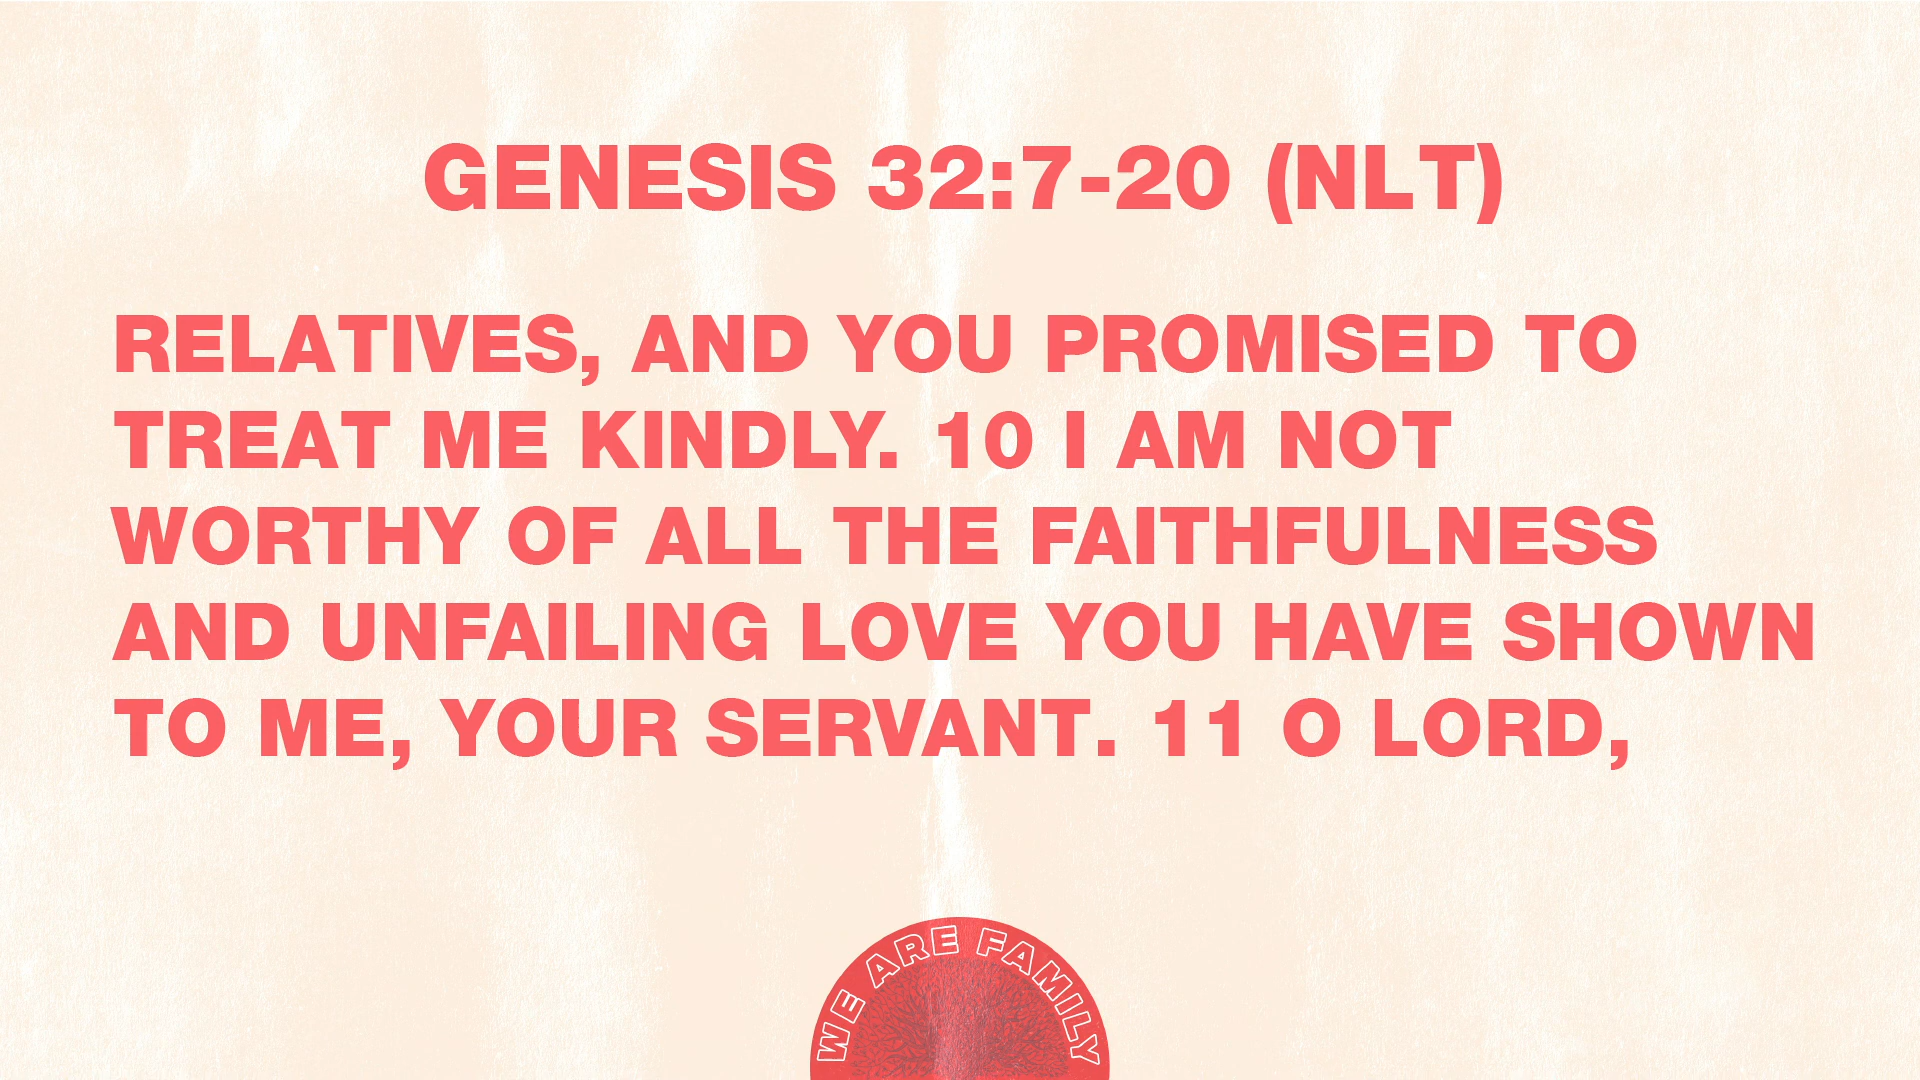 GENESIS 32:7-20 (NLT)
RELATIVES, AND YOU PROMISED TO
TREAT ME KINDLY. 10 I AM NOT
WORTHY OF ALL THE FAITHFULNESS
AND UNFAILING LOVE YOU HAVE SHOWN
TO ME, YOUR SERVANT. 11 O LORD,
WE ARE FAMILY